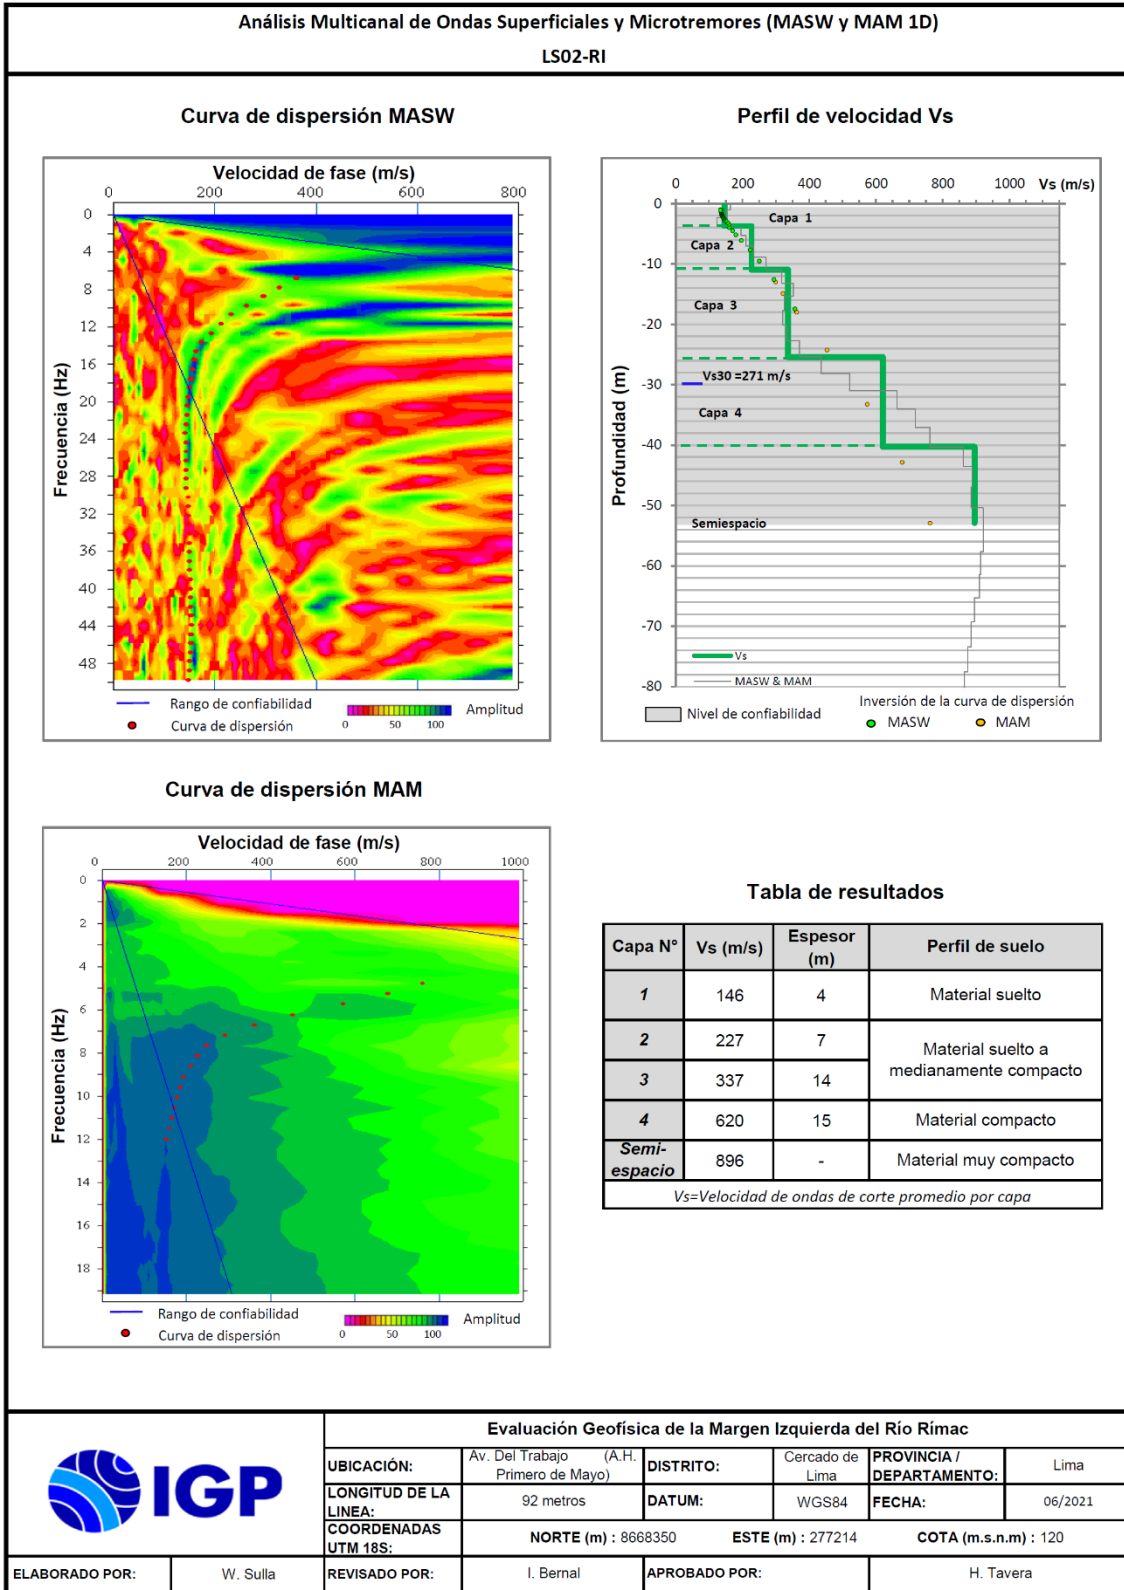 Análisis Multicanal de Ondas Superficiales y Microtremores (MASW y MAM 1D)
LS02-RI
Curva de dispersión MASW
Velocidad de fase (m/s)
0 200 400 600 800
Frecuencia (Hz)
0
4
8
12
16
20
24
28
32
36
40
44
48
Rango de confiabilidad
Curva de dispersión
0 50 100
Amplitud
Perfil de velocidad Vs
0 200 400 600 800 1000 Vs (m/s)
Profundidad (m)
0
-10
-20
-30
-40
-50
-60
-70
-80
Capa 1
Capa 2
Capa 3
Vs30 =271 m/s
Capa 4
Semiespacio
Vs
MASW & MAM
Nivel de confiabilidad
Inversión de la curva de dispersión
MASW MAM
Curva de dispersión MAM
Velocidad de fase (m/s)
0 200 400 600 800 1000
Frecuencia (Hz)
0
2
4
6
8
10
12
14
16
18
Rango de confiabilidad
Curva de dispersión
0 50 100
Amplitud
Tabla de resultados
Capa N° Vs (m/s) Espesor (m) Perfil de suelo
1 146 4 Material suelto
2 227 7 Material suelto a medianamente compacto
3 337 14
4 620 15 Material compacto
Semi-espacio 896 - Material muy compacto
Vs=Velocidad de ondas de corte promedio por capa
IGP
Evaluación Geofísica de la Margen Izquierda del Río Rímac
UBICACIÓN: Av. Del Trabajo (A.H. Primero de Mayo) DISTRITO: Cercado de Lima PROVINCIA / DEPARTAMENTO: Lima
LONGITUD DE LA LINEA: 92 metros DATUM: WGS84 FECHA: 06/2021
COORDENADAS UTM 18S: NORTE (m) : 8668350 ESTE (m) : 277214 COTA (m.s.n.m) : 120
ELABORADO POR: W. Sulla REVISADO POR: I. Bernal APROBADO POR: H. Tavera